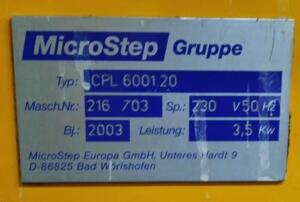 MicroStep Gruppe
Typ: CPL 6001.20
Masch.Nr.: 216 /03 Sp.: 230 V 50 Hz
Bj.: 2003 Leistung: 3,5 Kw
MicroStep Europa GmbH, Unteres Hardt 9
D-86825 Bad Wörishofen